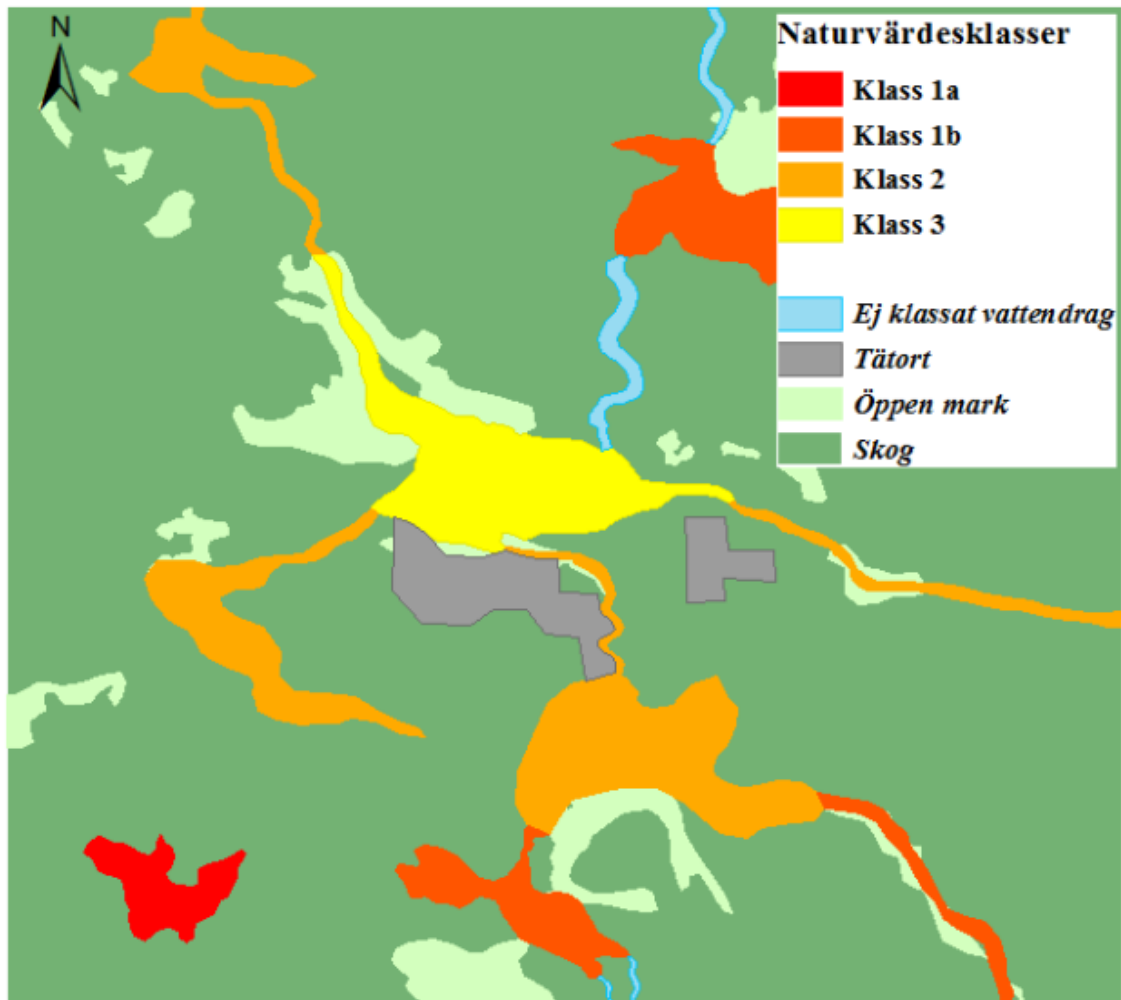 N
Naturvärdesklasser
Klass 1a
Klass 1b
Klass 2
Klass 3
Ej klassat vattendrag
Tätort
Öppen mark
Skog